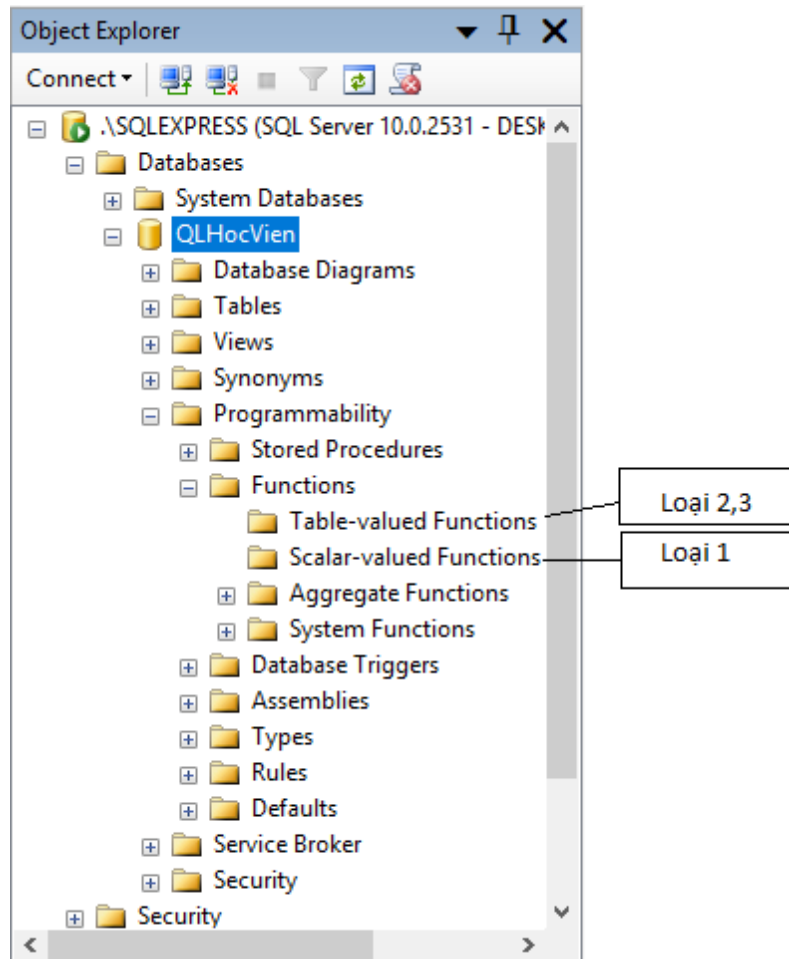 Object Explorer
Connect
.\SQLEXPRESS (SQL Server 10.0.2531 - DESK
Databases
System Databases
QLHocVien
Database Diagrams
Tables
Views
Synonyms
Programmability
Stored Procedures
Functions
Table-valued Functions
Loại 2,3
Scalar-valued Functions
Loại 1
Aggregate Functions
System Functions
Database Triggers
Assemblies
Types
Rules
Defaults
Service Broker
Security
Security